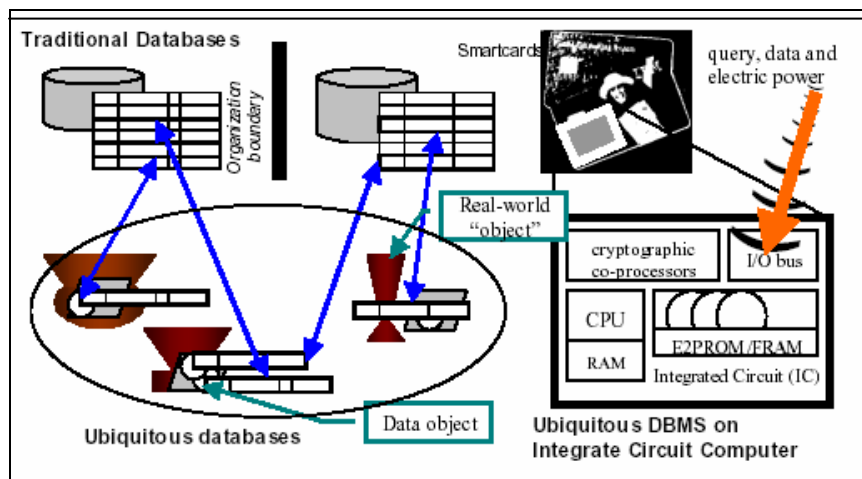 Traditional Databases
Organization
boundary
Smartcards
query, data and
electric power
Real-world
“object”
cryptographic
co-processors
I/O bus
CPU
RAM
E2PROM/FRAM
Integrated Circuit (IC)
Data object
Ubiquitous databases
Ubiquitous DBMS on
Integrate Circuit Computer